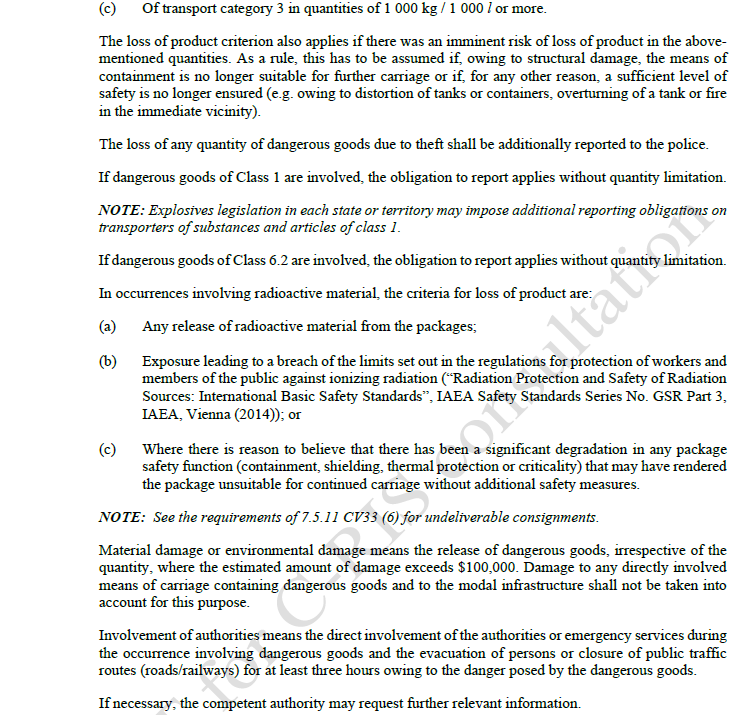 (c) Of transport category 3 in quantities of 1 000 kg / 1 000 l or more.
The loss of product criterion also applies if there was an imminent risk of loss of product in the above-
mentioned quantities. As a rule, this has to be assumed if, owing to structural damage, the means of
containment is no longer suitable for further carriage or if, for any other reason, a sufficient level of
safety is no longer ensured (e.g. owing to distortion of tanks or containers, overturning of a tank or fire
in the immediate vicinity).
The loss of any quantity of dangerous goods due to theft shall be additionally reported to the police.
If dangerous goods of Class 1 are involved, the obligation to report applies without quantity limitation.
NOTE: Explosives legislation in each state or territory may impose additional reporting obligations on
transporters of substances and articles of class 1.
If dangerous goods of Class 6.2 are involved, the obligation to report applies without quantity limitation.
In occurrences involving radioactive material, the criteria for loss of product are:
(a) Any release of radioactive material from the packages;
(b) Exposure leading to a breach of the limits set out in the regulations for protection of workers and
members of the public against ionizing radiation (“Radiation Protection and Safety of Radiation
Sources: International Basic Safety Standards”, IAEA Safety Standards Series No. GSR Part 3,
IAEA, Vienna (2014)); or
(c) Where there is reason to believe that there has been a significant degradation in any package
safety function (containment, shielding, thermal protection or criticality) that may have rendered
the package unsuitable for continued carriage without additional safety measures.
NOTE: See the requirements of 7.5.11 CV33 (6) for undeliverable consignments.
Material damage or environmental damage means the release of dangerous goods, irrespective of the
quantity, where the estimated amount of damage exceeds $100,000. Damage to any directly involved
means of carriage containing dangerous goods and to the modal infrastructure shall not be taken into
account for this purpose.
Involvement of authorities means the direct involvement of the authorities or emergency services during
the occurrence involving dangerous goods and the evacuation of persons or closure of public traffic
routes (roads/railways) for at least three hours owing to the danger posed by the dangerous goods.
If necessary, the competent authority may request further relevant information.
for C-RIS consultation